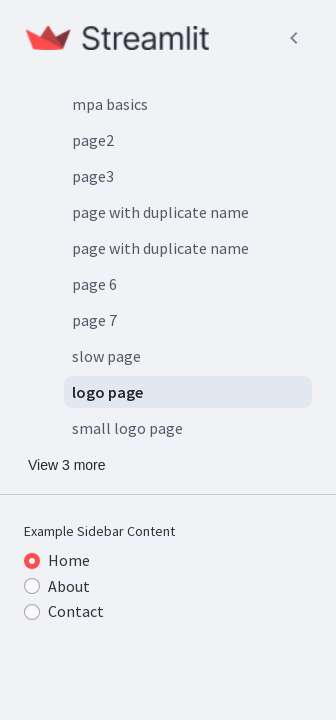 Streamlit
mpa basics
page2
page3
page with duplicate name
page with duplicate name
page 6
page 7
slow page
logo page
small logo page
View 3 more
Example Sidebar Content
Home
About
Contact